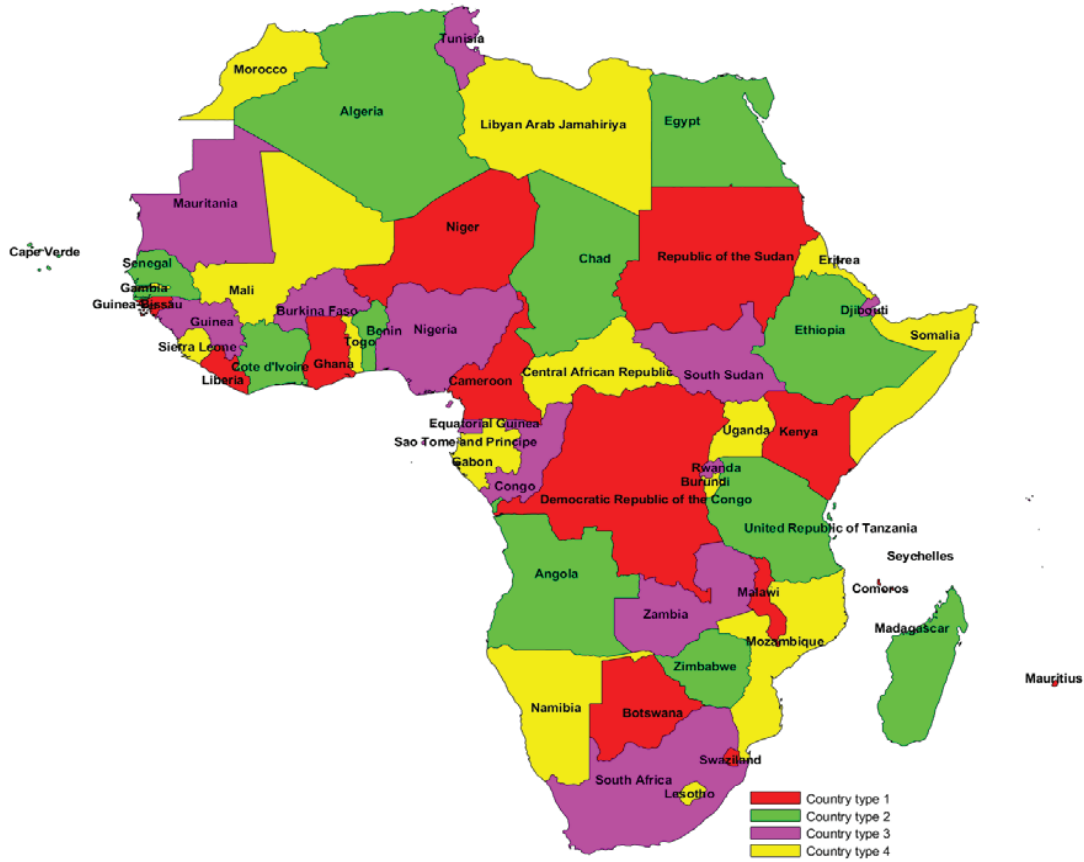 Tunisia
Morocco
Algeria
Libyan Arab Jamahiriya
Egypt
Mauritania
Niger
Cape Verde
Republic of the Sudan
Chad
Eritrea
Senegal
Gambia
Mali
Guinea-Bissau
Burkina Faso
Djibouti
Guinea
Benin
Nigeria
Ethiopia
Somalia
Sierra Leone
Togo
Cote d'Ivoire
Ghana
Central African Republic
South Sudan
Liberia
Cameroon
Equatorial Guinea
Uganda
Kenya
Sao Tome and Principe
Gabon
Rwanda
Burundi
Congo
Democratic Republic of the Congo
United Republic of Tanzania
Seychelles
Angola
Malawi
Comoros
Zambia
Madagascar
Mozambique
Zimbabwe
Mauritius
Namibia
Botswana
Swaziland
South Africa
Lesotho
Country type 1
Country type 2
Country type 3
Country type 4